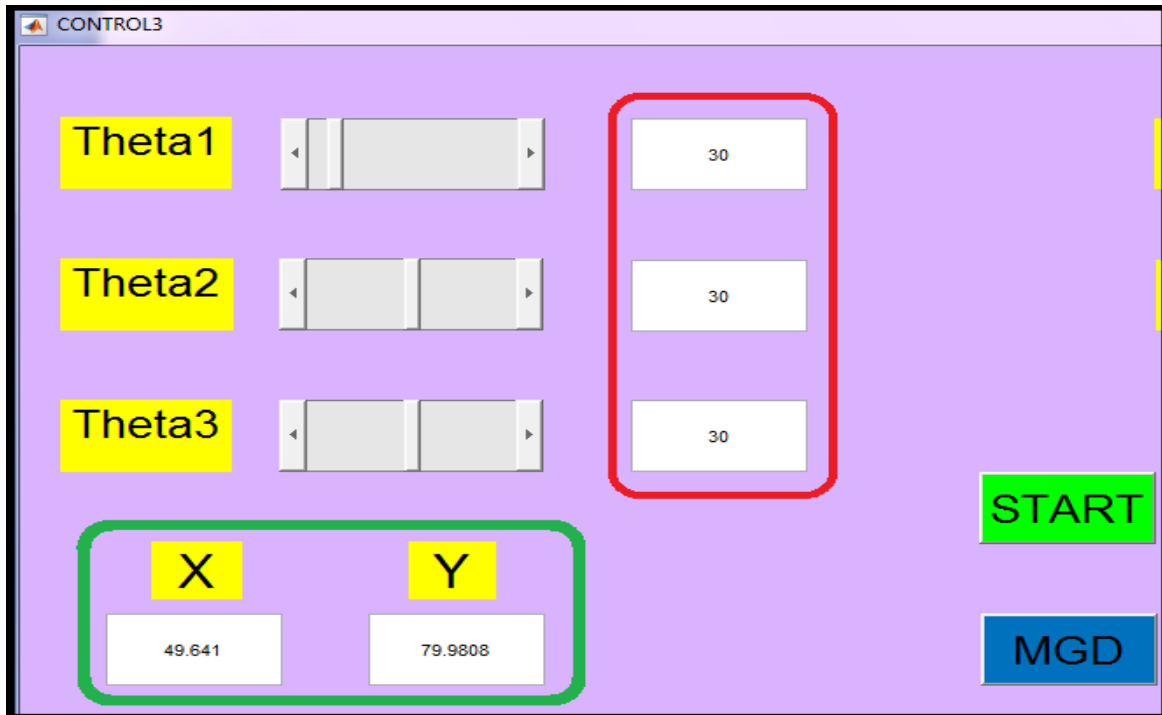 CONTROL3
Theta1
30
Theta2
30
Theta3
30
START
X Y
49.641 79.9808
MGD